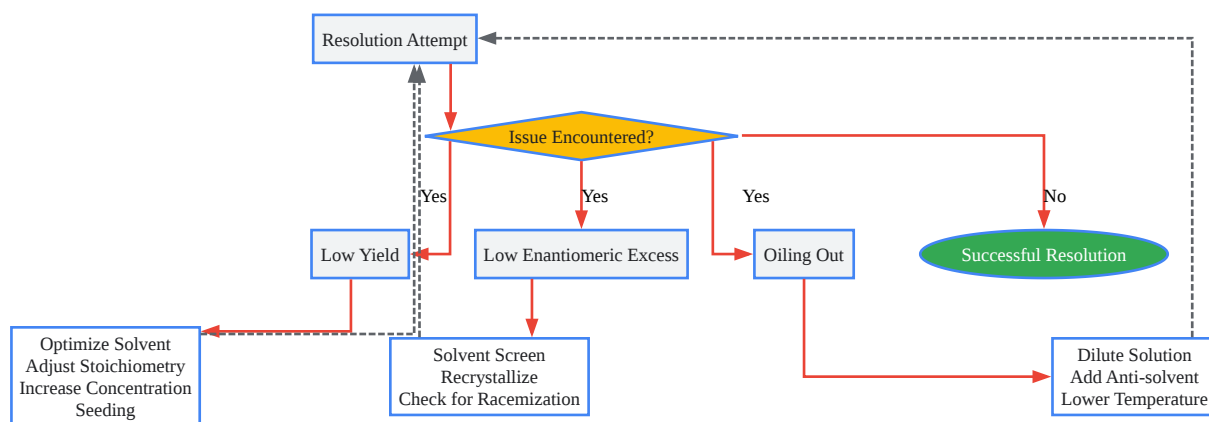 Resolution Attempt
Issue Encountered?
Yes
Yes
Yes
No
Low Yield
Low Enantiomeric Excess
Oiling Out
Successful Resolution
Optimize Solvent
Adjust Stoichiometry
Increase Concentration
Seeding
Solvent Screen
Recrystallize
Check for Racemization
Dilute Solution
Add Anti-solvent
Lower Temperature